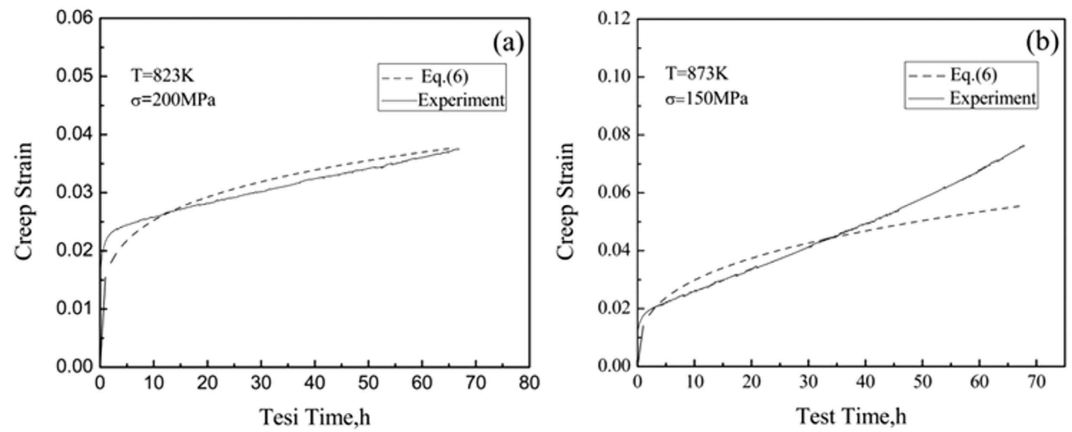 (a)
T=823K
σ=200MPa
Eq.(6)
Experiment
0.06
0.05
0.04
0.03
0.02
0.01
0.00
Creep Strain
0 10 20 30 40 50 60 70 80
Tesi Time,h
(b)
T=873K
σ=150MPa
Eq.(6)
Experiment
0.12
0.10
0.08
0.06
0.04
0.02
0.00
Creep Strain
0 10 20 30 40 50 60 70
Test Time,h